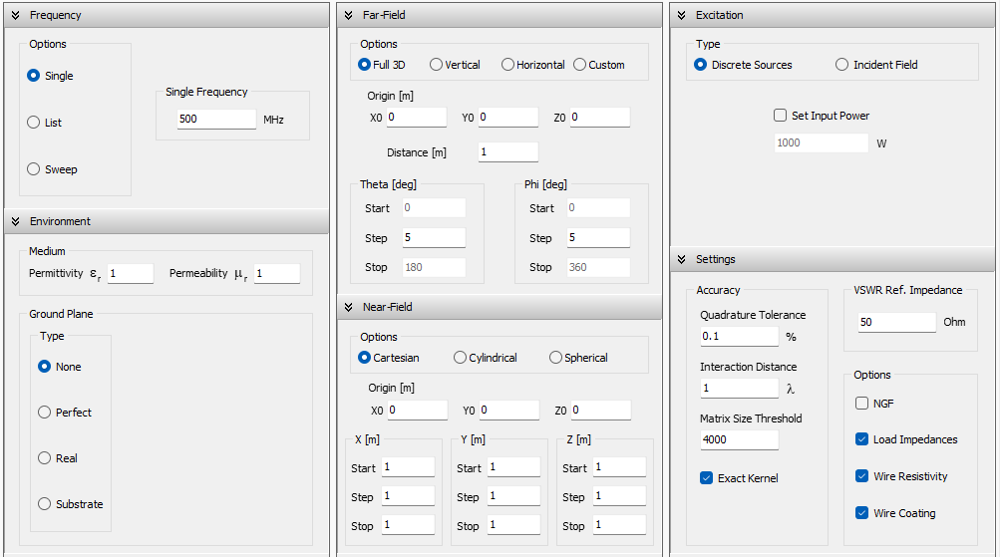 Frequency
Options
Single
List
Sweep
Single Frequency
500 MHz
Environment
Medium
Permittivity εr 1 Permeability μr 1
Ground Plane
Type
None
Perfect
Real
Substrate
Far-Field
Options
Full 3D Vertical Horizontal Custom
Origin [m]
X0 0 Y0 0 Z0 0
Distance [m] 1
Theta [deg] Phi [deg]
Start 0 Start 0
Step 5 Step 5
Stop 180 Stop 360
Near-Field
Options
Cartesian Cylindrical Spherical
Origin [m]
X0 0 Y0 0 Z0 0
X [m] Y [m] Z [m]
Start 1 Start 1 Start 1
Step 1 Step 1 Step 1
Stop 1 Stop 1 Stop 1
Excitation
Type
Discrete Sources Incident Field
Set Input Power
1000 W
Settings
Accuracy
Quadrature Tolerance
0.1 %
Interaction Distance
1 λ
Matrix Size Threshold
4000
Exact Kernel
VSWR Ref. Impedance
50 Ohm
Options
NGF
Load Impedances
Wire Resistivity
Wire Coating